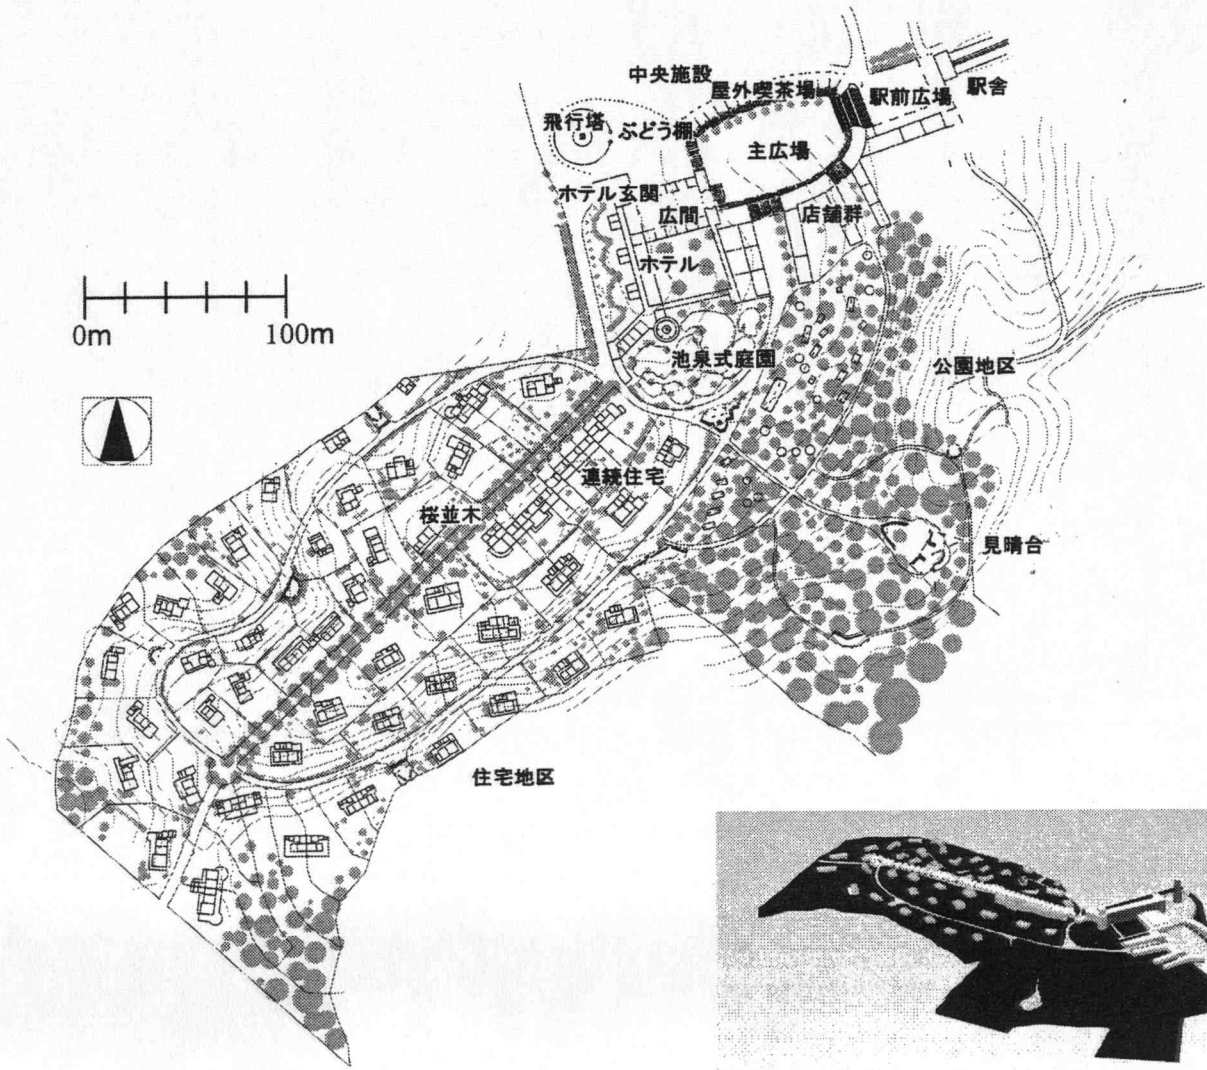 中央施設
屋外喫茶場
駅前広場
駅舎
飛行塔
ぶどう棚
主広場
ホテル玄関
広間
店舗群
ホテル
0m
100m
池泉式庭園
公園地区
連続住宅
桜並木
見晴台
住宅地区